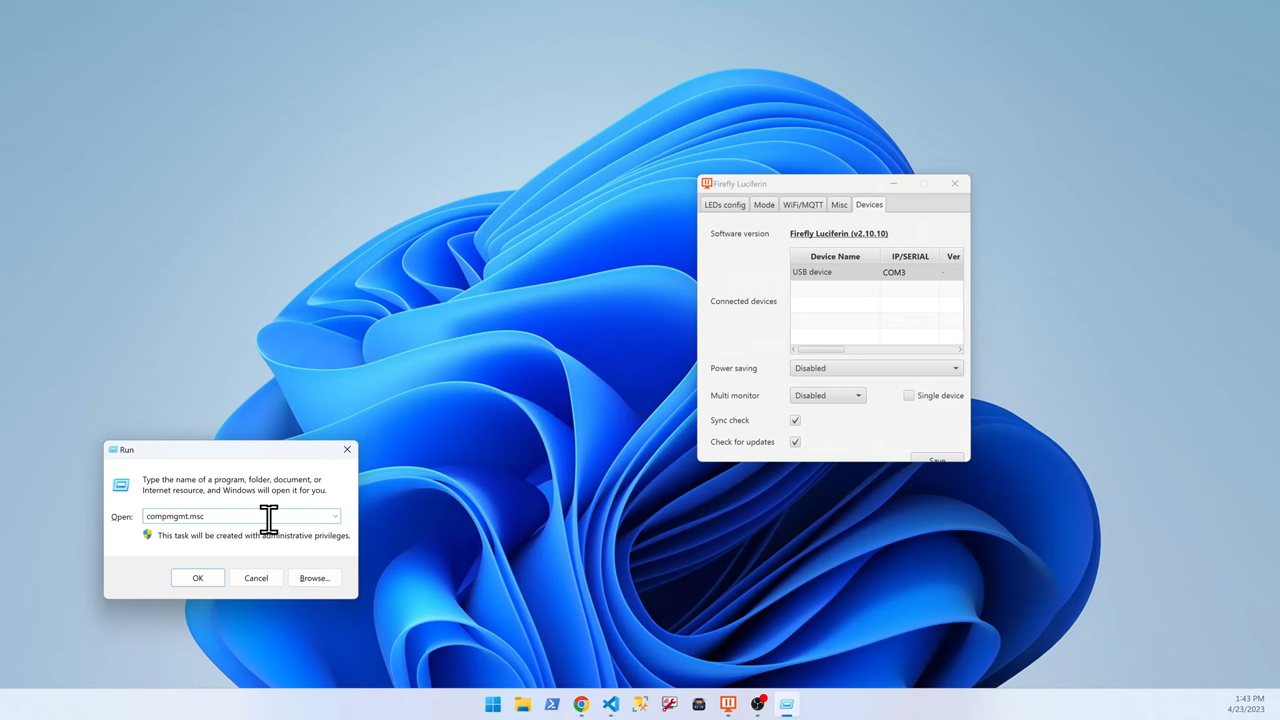 Firefly Luciferin
LEDs config Mode WiFi/MQTT Misc Devices
Software version Firefly Luciferin (v2.10.10)
Device Name IP/SERIAL Ver
USB device COM3 -
Connected devices
Power saving Disabled
Multi monitor Disabled Single device
Sync check
Check for updates
Save
Run
Type the name of a program, folder, document, or
Internet resource, and Windows will open it for you.
Open: compmgmt.msc
This task will be created with administrative privileges.
OK Cancel Browse...
1:43 PM
4/23/2023